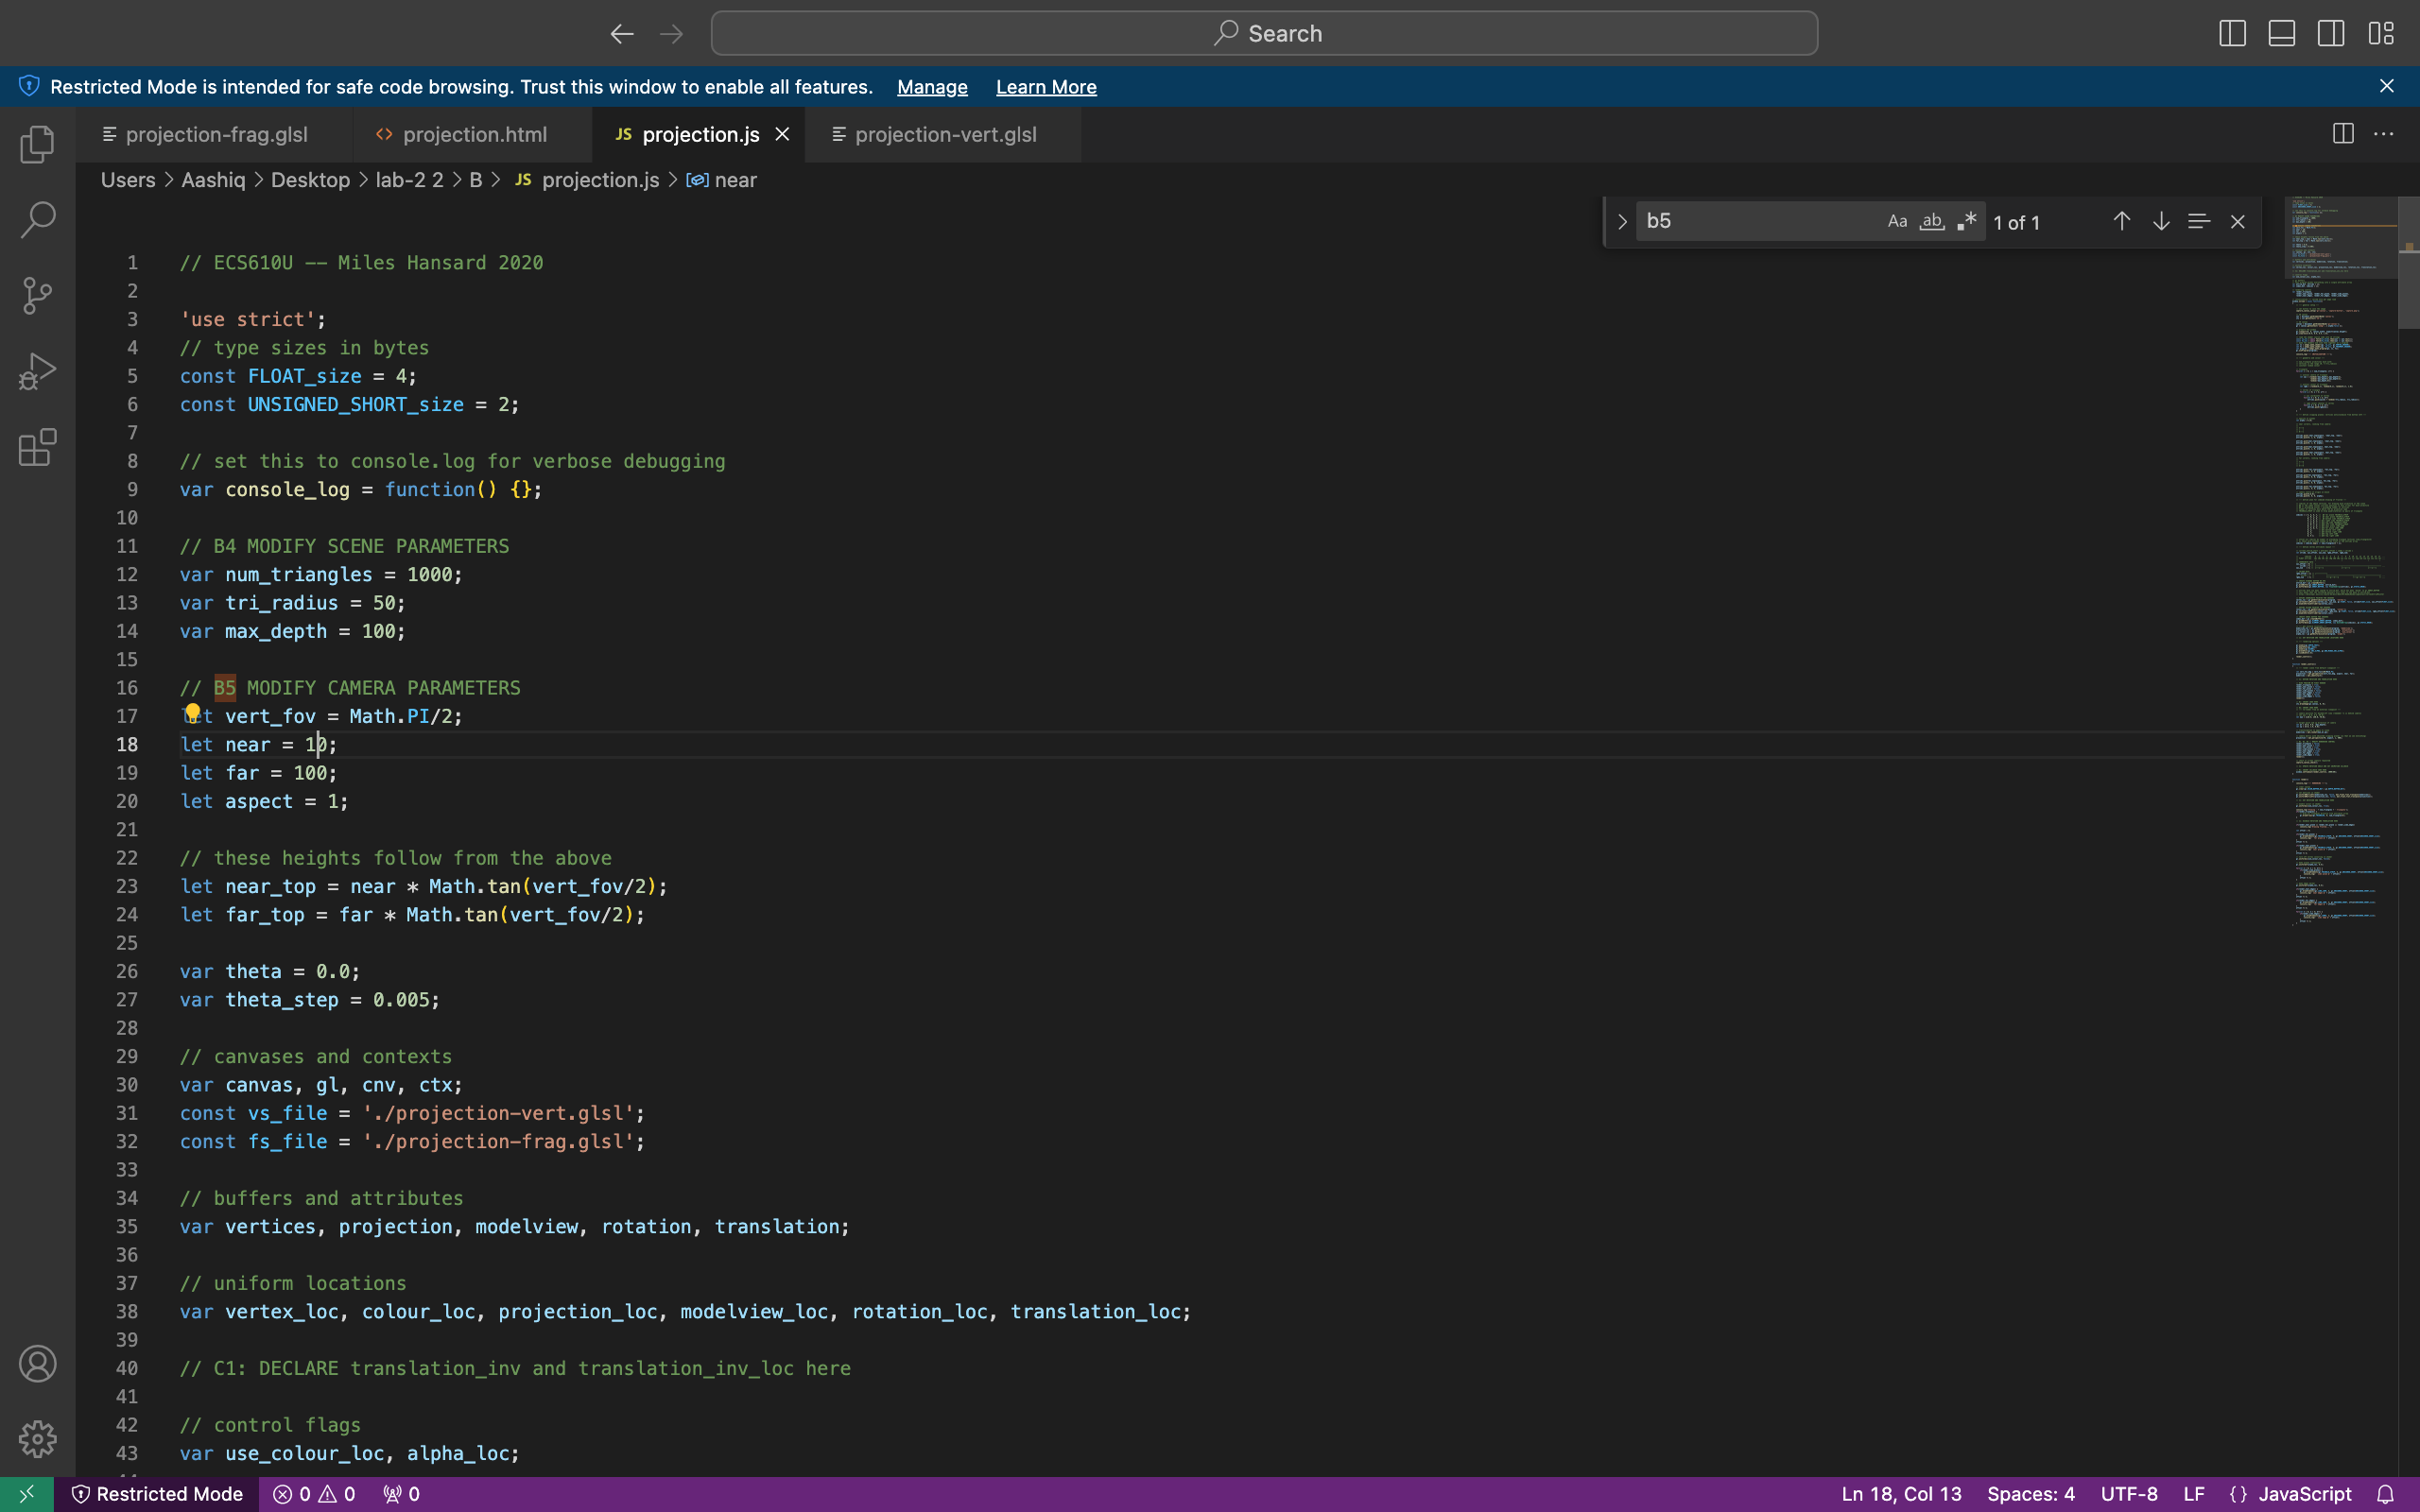 Search
Restricted Mode is intended for safe code browsing. Trust this window to enable all features. Manage Learn More
projection-frag.glsl projection.html JS projection.js projection-vert.glsl
Users > Aashiq > Desktop > lab-2 2 > B > JS projection.js > near
b5 Aa ab .* 1 of 1
1 // ECS610U -- Miles Hansard 2020
2
3 'use strict';
4 // type sizes in bytes
5 const FLOAT_size = 4;
6 const UNSIGNED_SHORT_size = 2;
7
8 // set this to console.log for verbose debugging
9 var console_log = function() {};
10
11 // B4 MODIFY SCENE PARAMETERS
12 var num_triangles = 1000;
13 var tri_radius = 50;
14 var max_depth = 100;
15
16 // B5 MODIFY CAMERA PARAMETERS
17 let vert_fov = Math.PI/2;
18 let near = 10;
19 let far = 100;
20 let aspect = 1;
21
22 // these heights follow from the above
23 let near_top = near * Math.tan(vert_fov/2);
24 let far_top = far * Math.tan(vert_fov/2);
25
26 var theta = 0.0;
27 var theta_step = 0.005;
28
29 // canvases and contexts
30 var canvas, gl, cnv, ctx;
31 const vs_file = './projection-vert.glsl';
32 const fs_file = './projection-frag.glsl';
33
34 // buffers and attributes
35 var vertices, projection, modelview, rotation, translation;
36
37 // uniform locations
38 var vertex_loc, colour_loc, projection_loc, modelview_loc, rotation_loc, translation_loc;
39
40 // C1: DECLARE translation_inv and translation_inv_loc here
41
42 // control flags
43 var use_colour_loc, alpha_loc;
Restricted Mode 0 0 0 Ln 18, Col 13 Spaces: 4 UTF-8 LF {} JavaScript